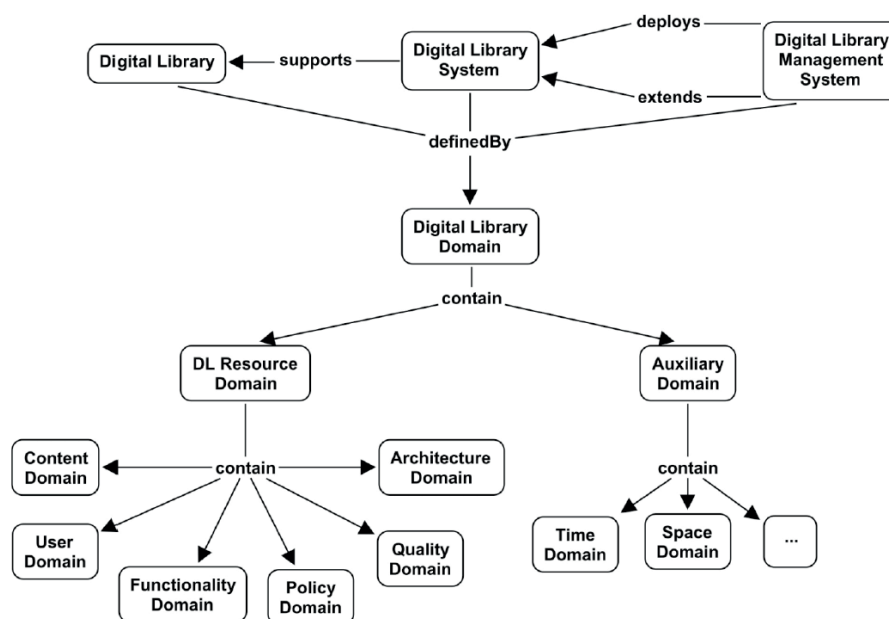 deploys
Digital Library
Management
System
Digital Library
System
Digital Library
supports
extends
definedBy
Digital Library
Domain
contain
DL Resource
Domain
Auxiliary
Domain
Content
Domain
contain
Architecture
Domain
contain
User
Domain
Functionality
Domain
Policy
Domain
Quality
Domain
Time
Domain
Space
Domain
...